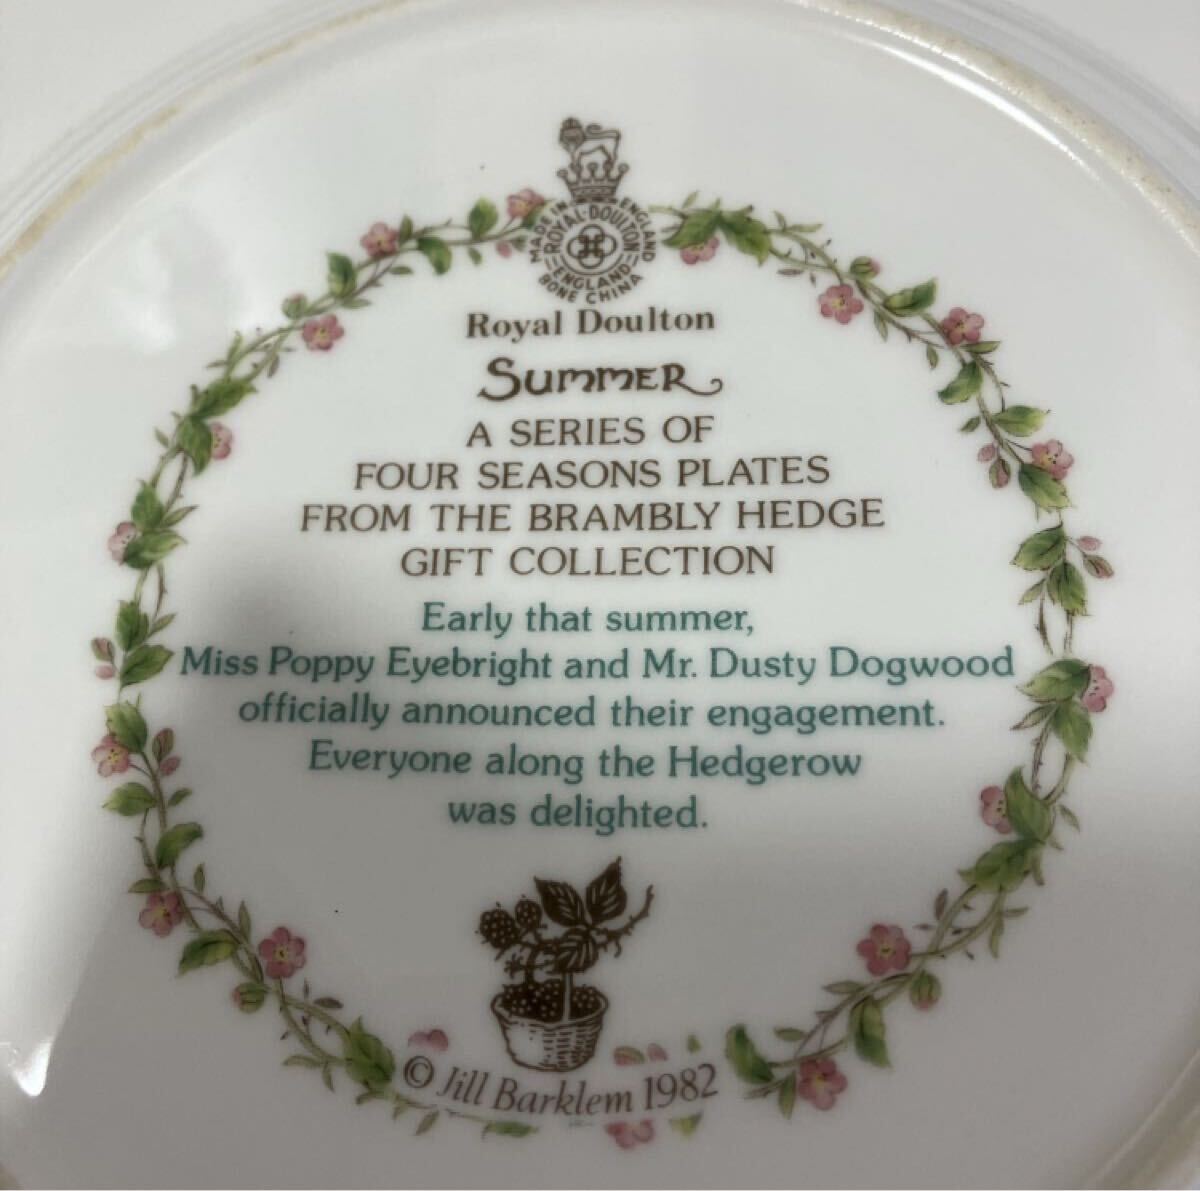 MADE IN ENGLAND
ROYAL·DOULTON
ENGLAND
BONE CHINA
Royal Doulton
SUMMER
A SERIES OF
FOUR SEASONS PLATES
FROM THE BRAMBLY HEDGE
GIFT COLLECTION
Early that summer,
Miss Poppy Eyebright and Mr. Dusty Dogwood
officially announced their engagement.
Everyone along the Hedgerow
was delighted.
© Jill Barklem 1982